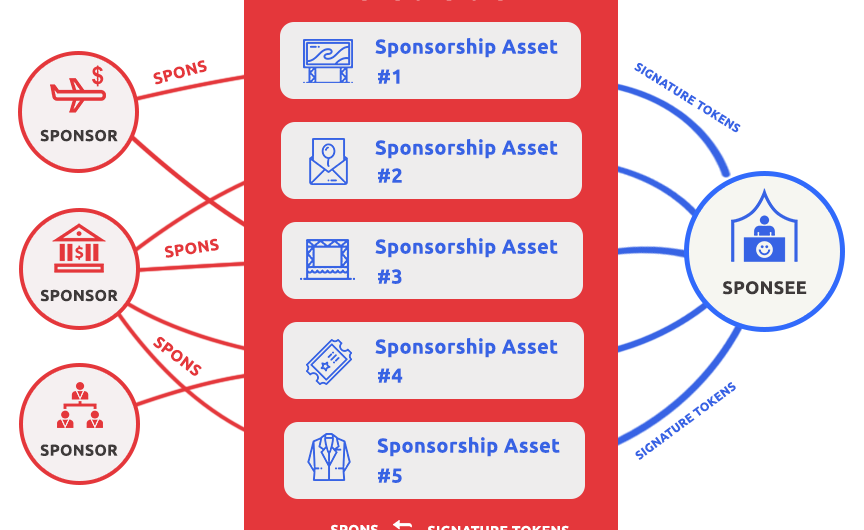 SPONSOR
SPONSOR
SPONSOR
$
$
SPONS
SPONS
SPONS
Sponsorship Asset
#1
Sponsorship Asset
#2
Sponsorship Asset
#3
Sponsorship Asset
#4
Sponsorship Asset
#5
SPONS
SIGNATURE TOKENS
SIGNATURE TOKENS
SIGNATURE TOKENS
SPONSEE